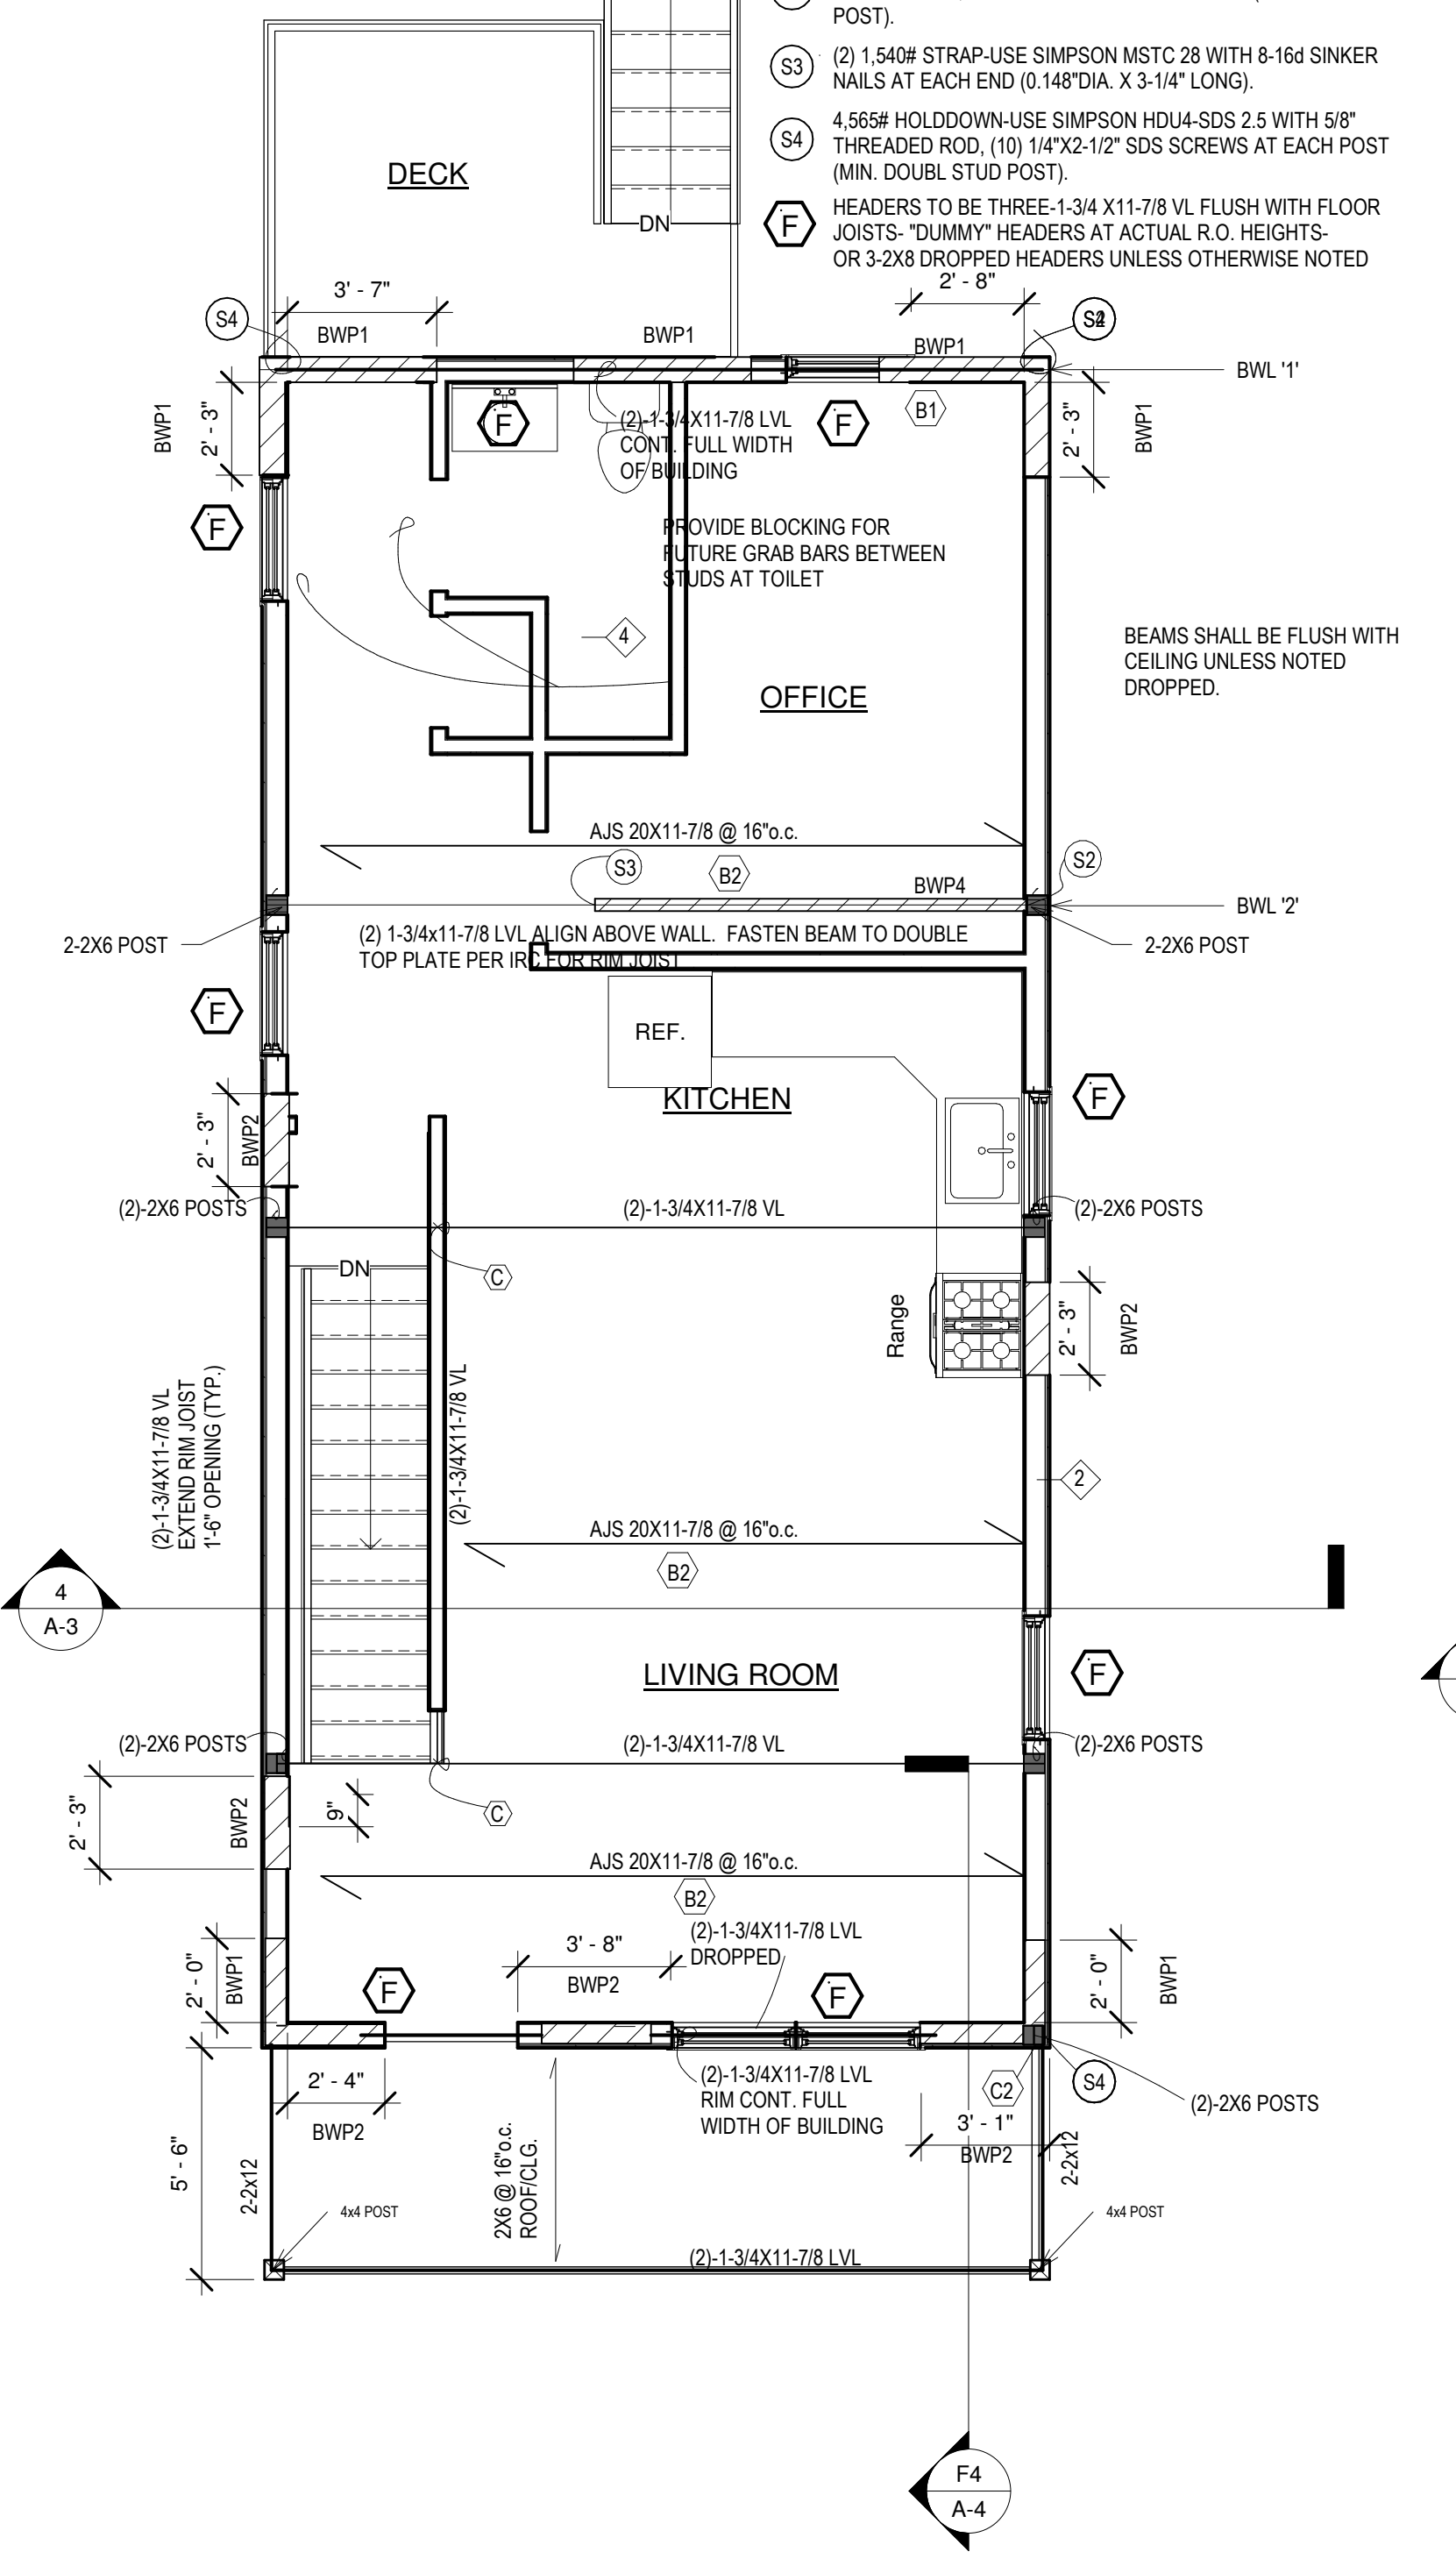 POST).
S3
(2) 1,540# STRAP-USE SIMPSON MSTC 28 WITH 8-16d SINKER
NAILS AT EACH END (0.148"DIA. X 3-1/4" LONG).
S4
4,565# HOLDDOWN-USE SIMPSON HDU4-SDS 2.5 WITH 5/8"
THREADED ROD, (10) 1/4"X2-1/2" SDS SCREWS AT EACH POST
(MIN. DOUBL STUD POST).
F
HEADERS TO BE THREE-1-3/4 X11-7/8 VL FLUSH WITH FLOOR
JOISTS- "DUMMY" HEADERS AT ACTUAL R.O. HEIGHTS-
OR 3-2X8 DROPPED HEADERS UNLESS OTHERWISE NOTED
DECK
DN
3' - 7"
2' - 8"
S4
BWP1
BWP1
BWP1
BWL '1'
BWP1
2' - 3"
2' - 3"
BWP1
F
F
B1
(2)-1-3/4X11-7/8 LVL
CONT. FULL WIDTH
OF BUILDING
F
PROVIDE BLOCKING FOR
FUTURE GRAB BARS BETWEEN
STUDS AT TOILET
4
BEAMS SHALL BE FLUSH WITH
CEILING UNLESS NOTED
DROPPED.
OFFICE
AJS 20X11-7/8 @ 16"o.c.
S3
B2
BWP4
S2
BWL '2'
2-2X6 POST
(2) 1-3/4x11-7/8 LVL ALIGN ABOVE WALL. FASTEN BEAM TO DOUBLE
TOP PLATE PER IRC FOR RIM JOIST
2-2X6 POST
F
REF.
KITCHEN
F
2' - 3"
BWP2
(2)-2X6 POSTS
(2)-1-3/4X11-7/8 VL
(2)-2X6 POSTS
DN
C
Range
2' - 3"
BWP2
(2)-1-3/4X11-7/8 VL
EXTEND RIM JOIST
1'-6" OPENING (TYP.)
(2)-1-3/4X11-7/8 VL
2
AJS 20X11-7/8 @ 16"o.c.
B2
4
A-3
LIVING ROOM
F
(2)-2X6 POSTS
(2)-1-3/4X11-7/8 VL
(2)-2X6 POSTS
2' - 3"
BWP2
9"
C
AJS 20X11-7/8 @ 16"o.c.
B2
(2)-1-3/4X11-7/8 LVL
DROPPED
3' - 8"
BWP2
2' - 0"
BWP1
F
F
2' - 0"
BWP1
2' - 4"
BWP2
(2)-1-3/4X11-7/8 LVL
RIM CONT. FULL
WIDTH OF BUILDING
C2
S4
(2)-2X6 POSTS
3' - 1"
BWP2
5' - 6"
2-2x12
2X6 @ 16"o.c.
ROOF/CLG.
2-2x12
4x4 POST
4x4 POST
(2)-1-3/4X11-7/8 LVL
F4
A-4